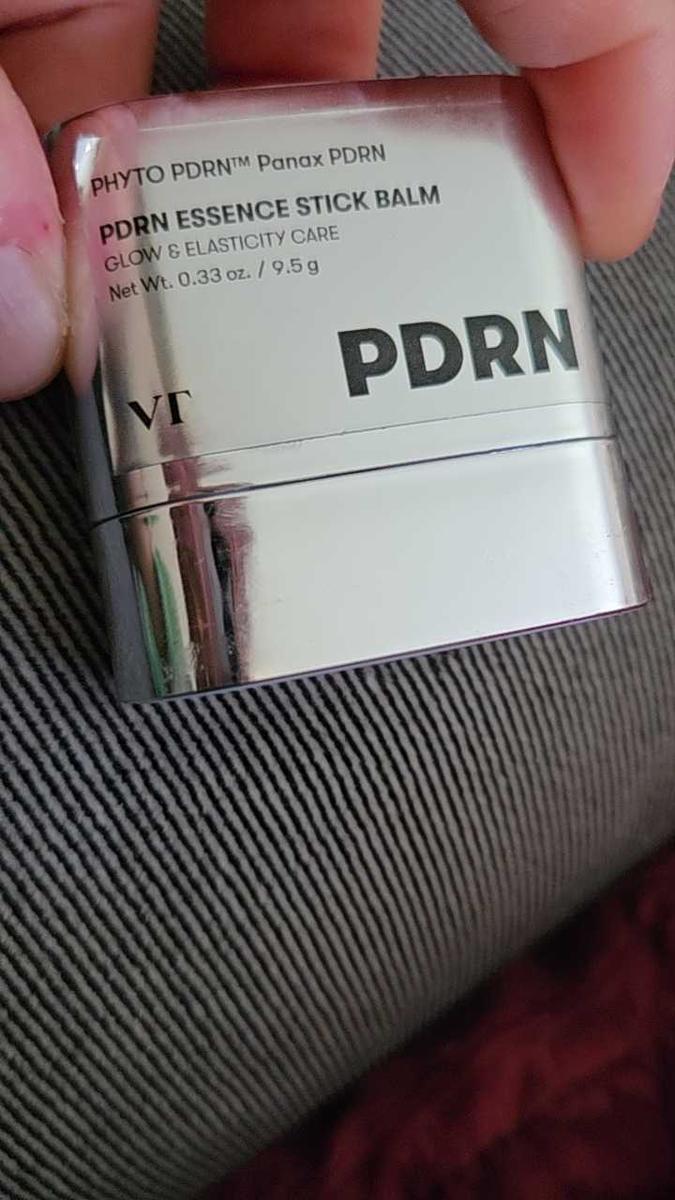 PHYTO PDRN™ Panax PDRN
PDRN ESSENCE STICK BALM
GLOW & ELASTICITY CARE
Net Wt. 0.33 oz. / 9.5 g
PDRN
VT